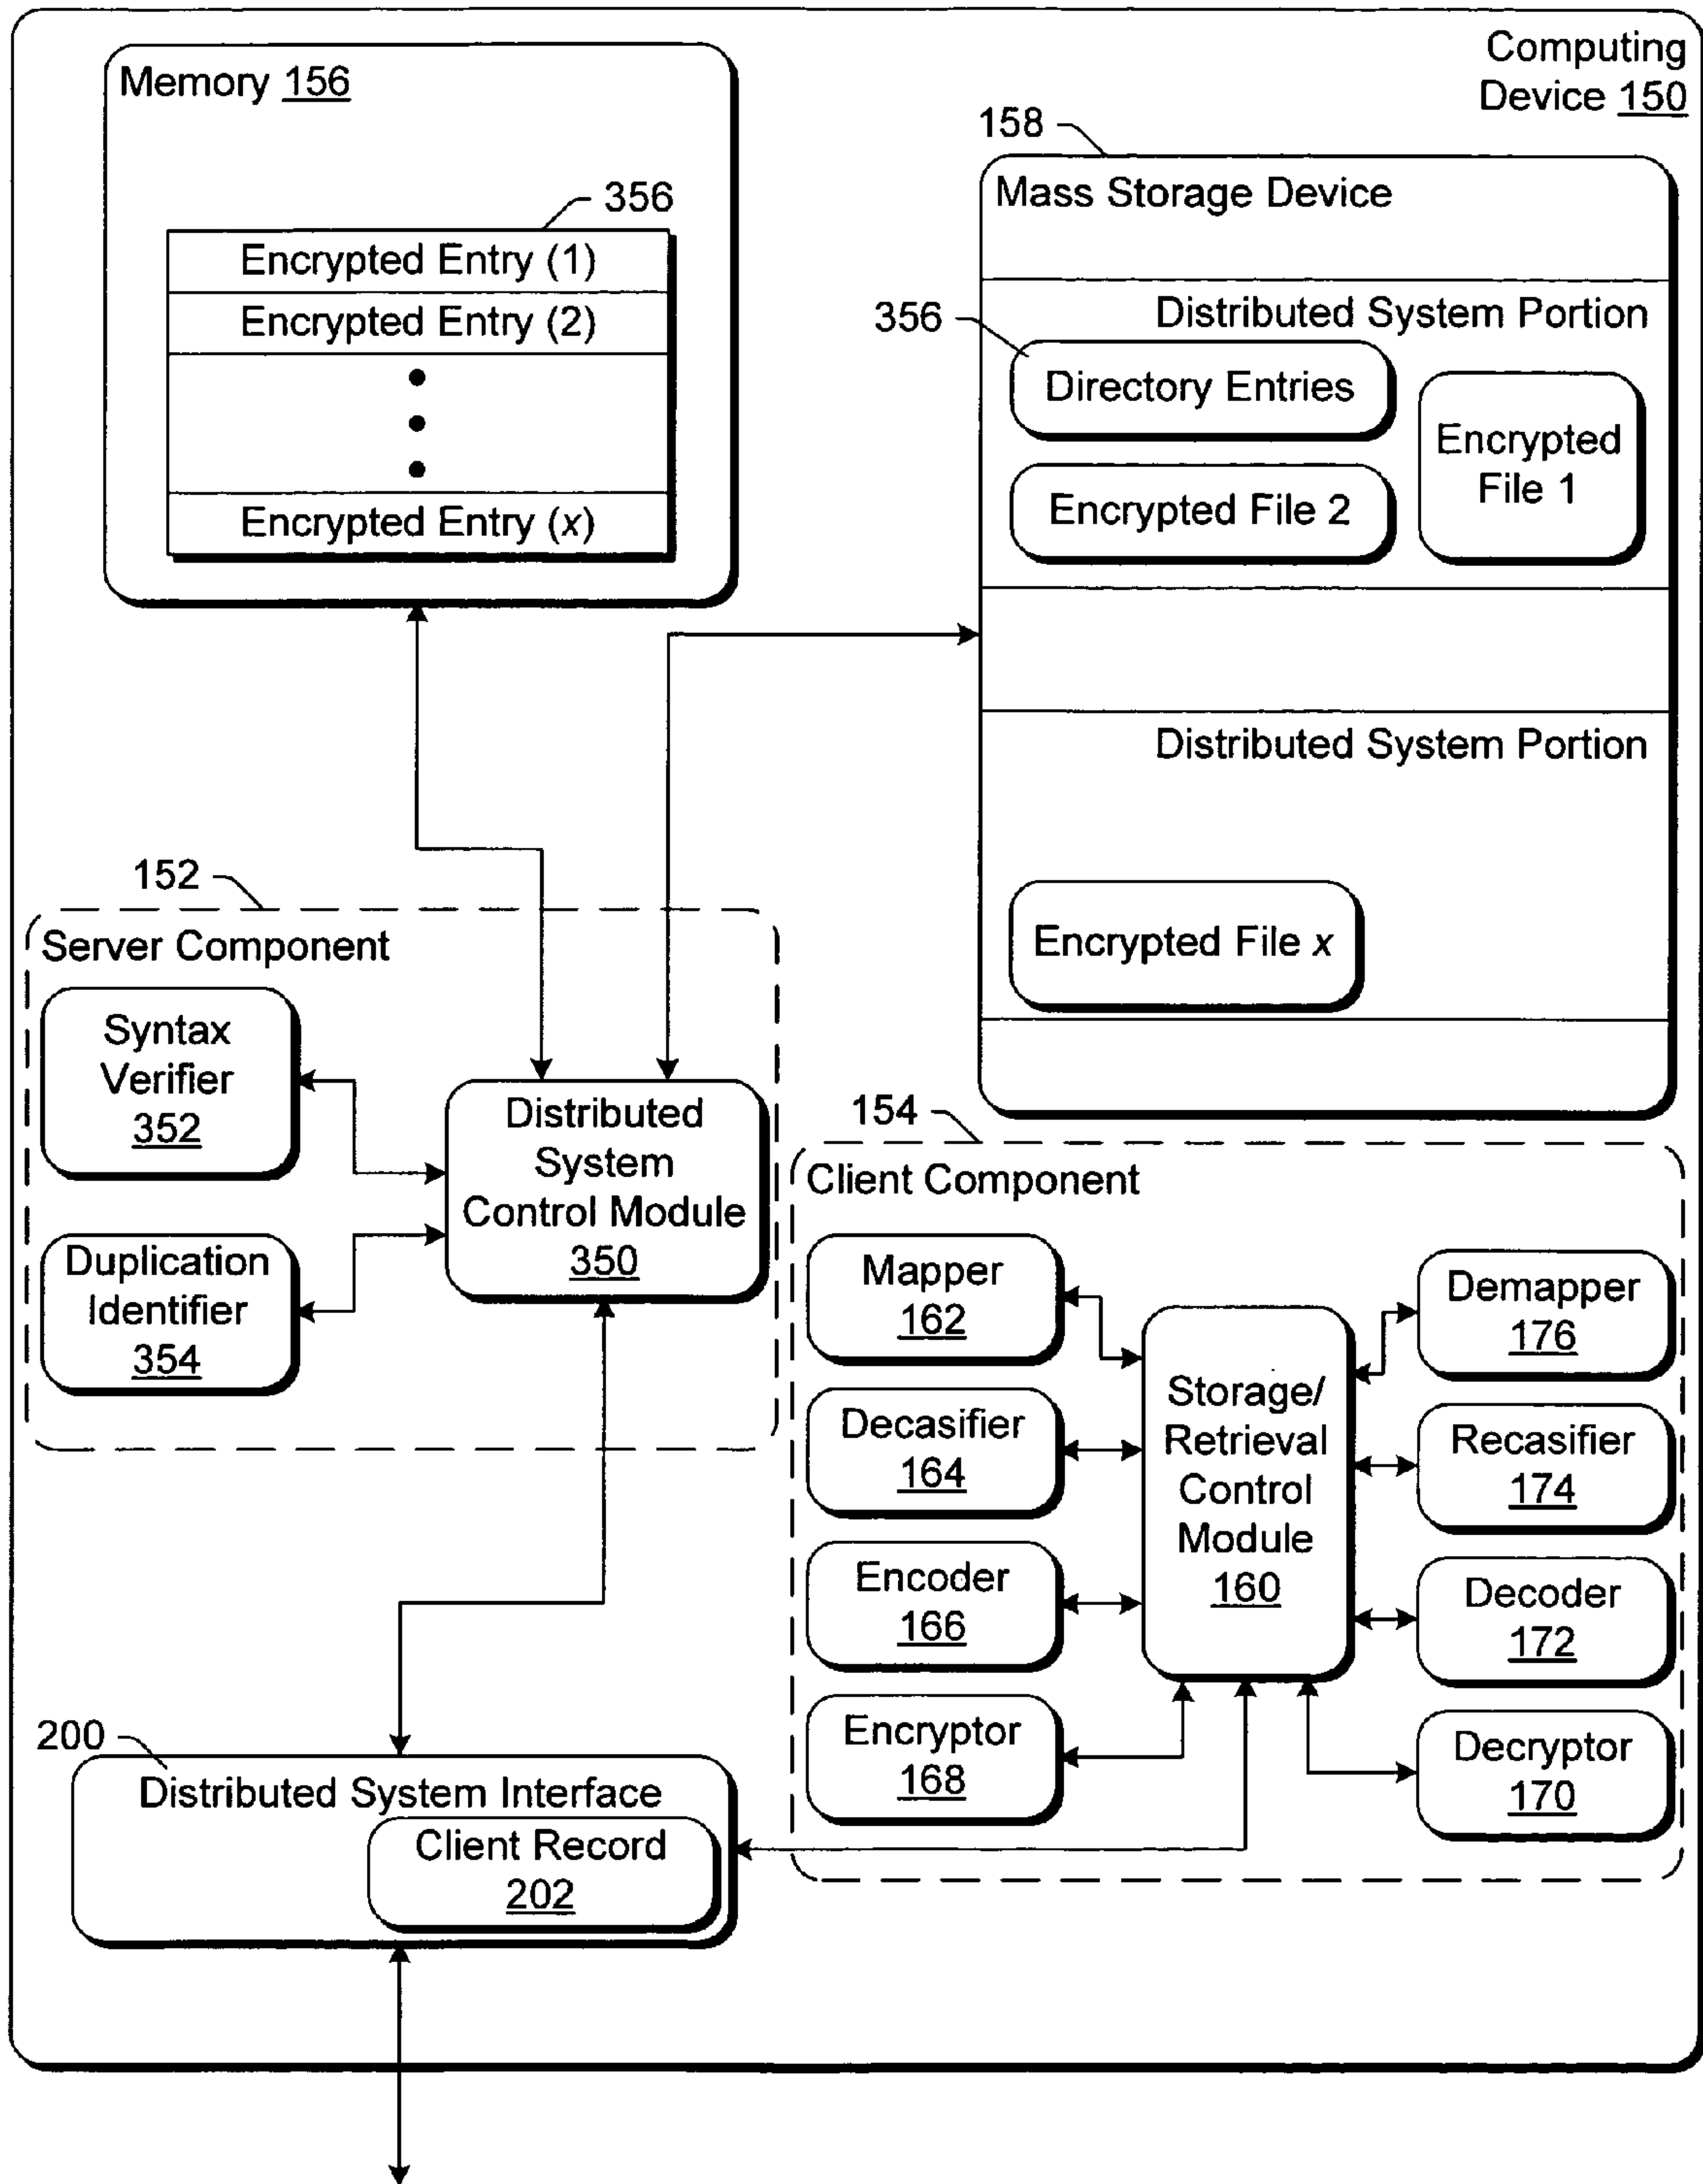 Computing
Device 150
Memory 156
356
Encrypted Entry (1)
Encrypted Entry (2)
Encrypted Entry (x)
158
Mass Storage Device
Distributed System Portion
356
Directory Entries
Encrypted
File 1
Encrypted File 2
Distributed System Portion
Encrypted File x
152
Server Component
Syntax
Verifier
352
Duplication
Identifier
354
Distributed
System
Control Module
350
154
Client Component
Mapper
162
Decasifier
164
Encoder
166
Encryptor
168
Storage/
Retrieval
Control
Module
160
Demapper
176
Recasifier
174
Decoder
172
Decryptor
170
200
Distributed System Interface
Client Record
202